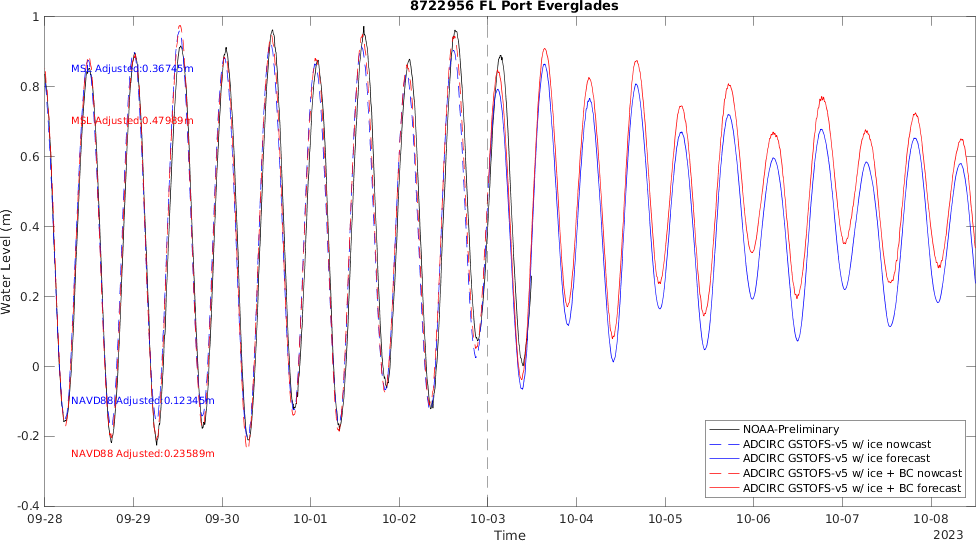 8722956 FL Port Everglades
1
0.8
0.6
0.4
0.2
0
-0.2
-0.4
Water Level (m)
MSL Adjusted:0.36745m
MSL Adjusted:0.47989m
NAVD88 Adjusted:0.12345m
NAVD88 Adjusted:0.23589m
NOAA-Preliminary
ADCIRC GSTOFS-v5 w/ ice nowcast
ADCIRC GSTOFS-v5 w/ ice forecast
ADCIRC GSTOFS-v5 w/ ice + BC nowcast
ADCIRC GSTOFS-v5 w/ ice + BC forecast
09-28 09-29 09-30 10-01 10-02 10-03 10-04 10-05 10-06 10-07 10-08
Time
2023